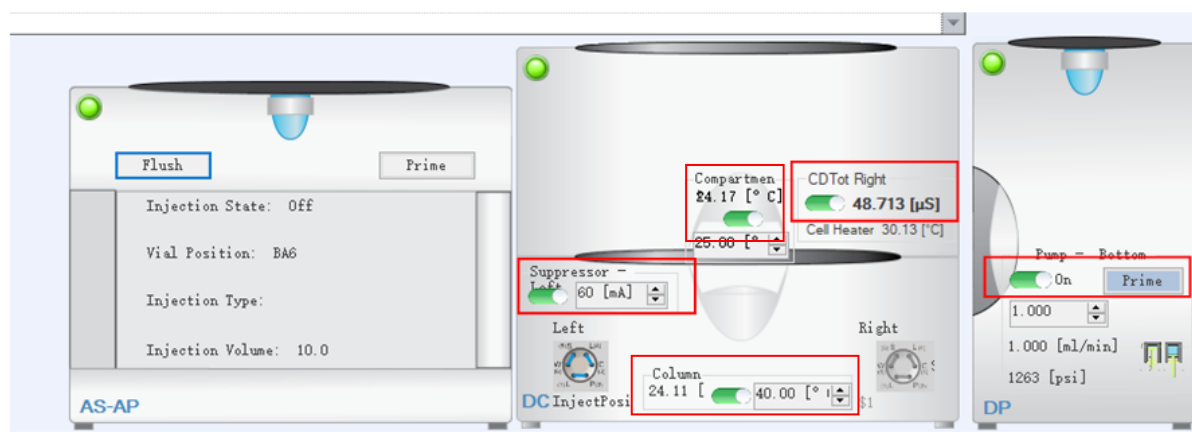 Flush
Prime
Injection State: Off
Vial Position: BA6
Injection Type:
Injection Volume: 10.0
AS-AP
Compartmen
24.17 [° C]
25.00 [°
CDTot Right
48.713 [µS]
Cell Heater 30.13 [°C]
Suppressor -
Left
60 [mA]
Left
Right
Column
24.11 [
40.00 [°
DC InjectPosi
Pump - Bottom
On
Prime
1.000
1.000 [ml/min]
1263 [psi]
DP